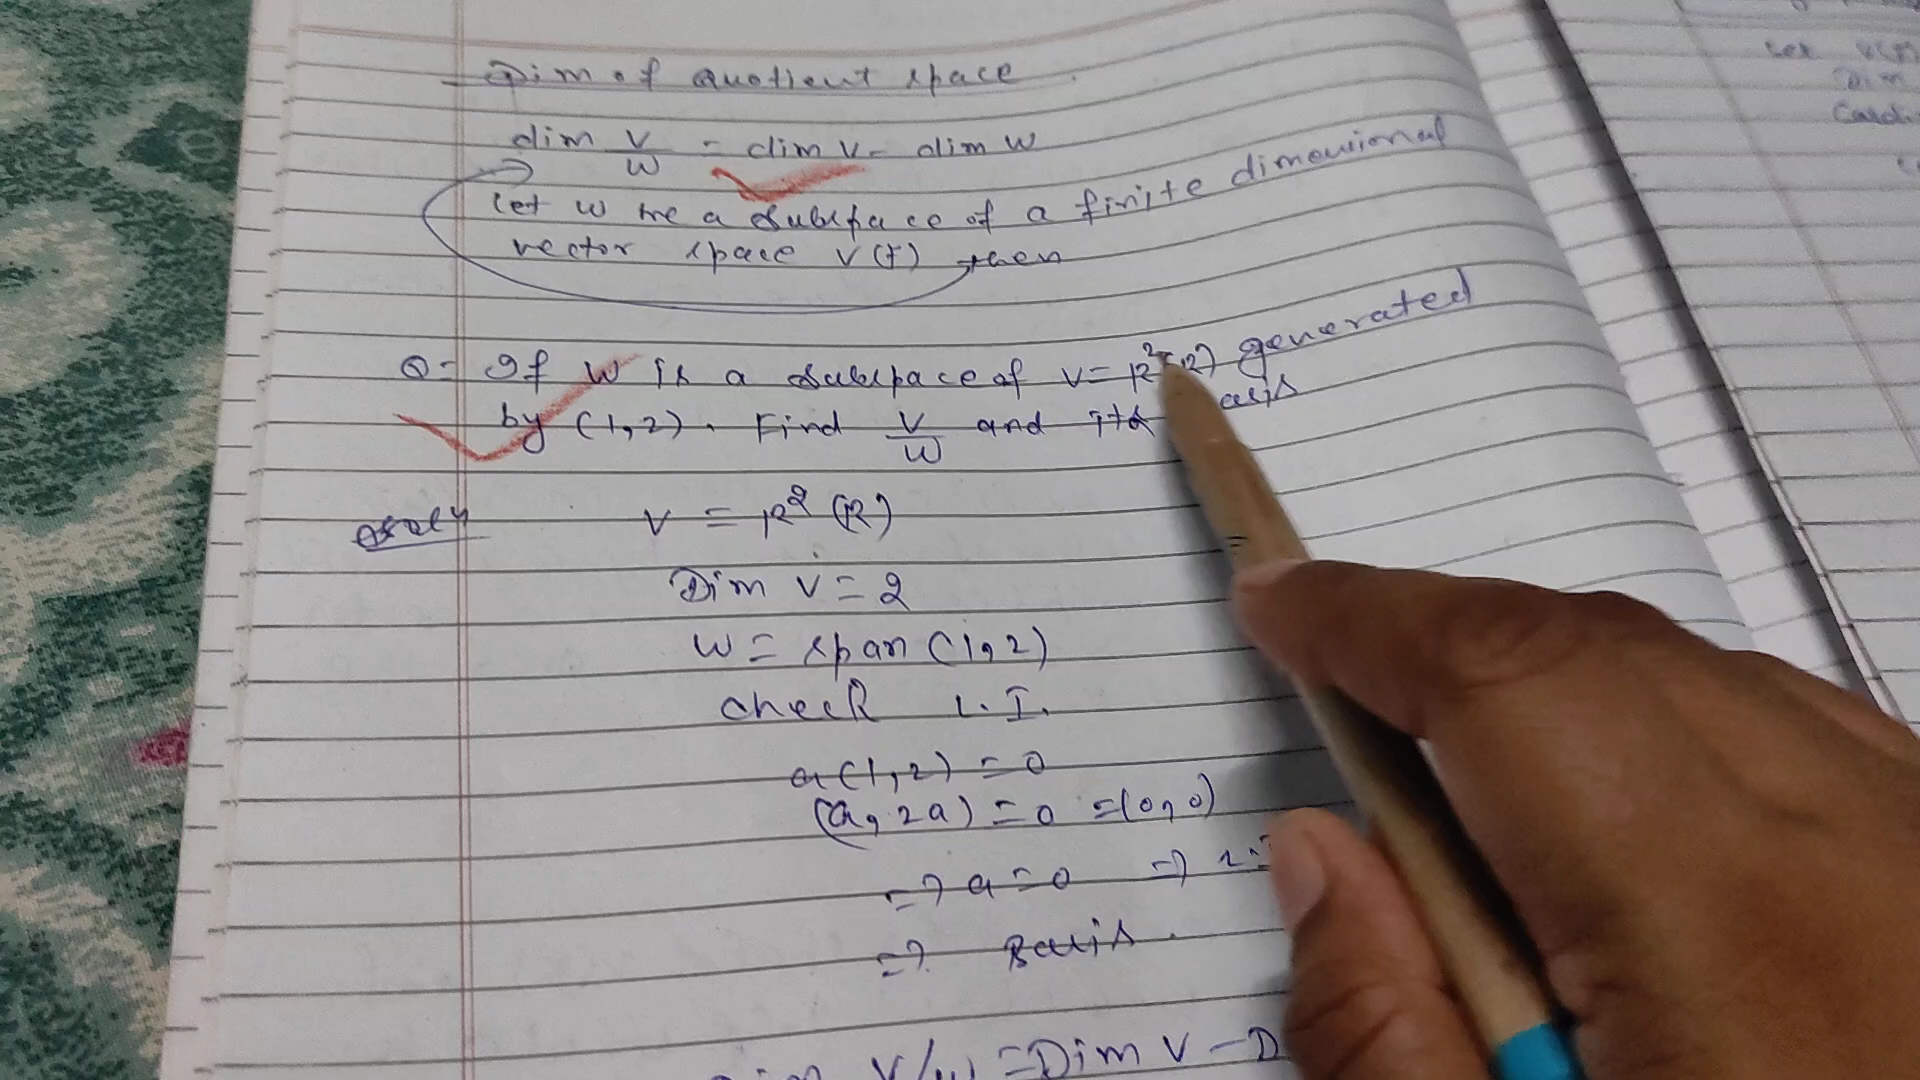 Dim of Quotient space
dim V/W = dim V - dim W
Let W be a subspace of a finite dimensional
vector space V(F) then
Q= If W is a subspace of V = R²(R) generated
by (1,2). Find V/W and its
V = R² (R)
Dim V = 2
W = span (1,2)
check L.I.
a(1,2) = 0
(a, 2a) = 0 = (0,0)
=> a = 0 =>
=> Basis.
V/W = Dim V - D
Let
Dim